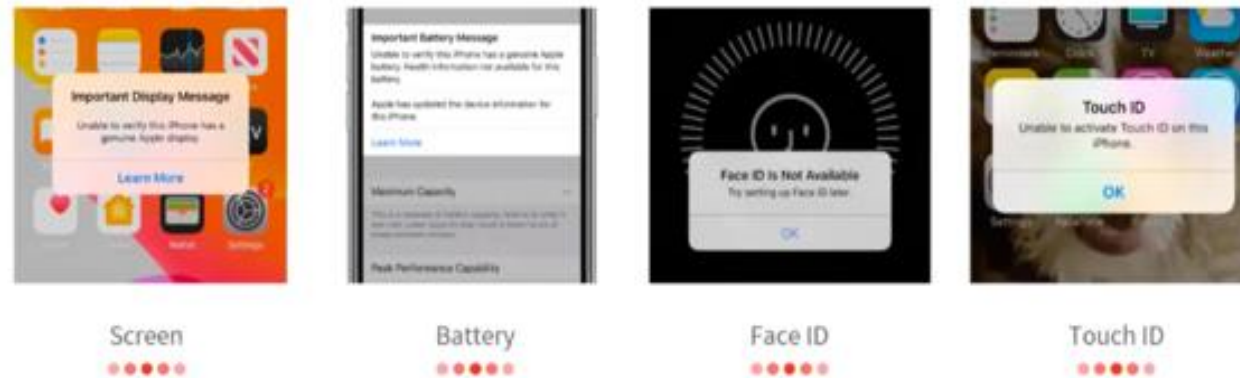 Important Display Message
Unable to verify this iPhone has a
genuine Apple display.
Learn More
Settings
Important Battery Message
Unable to verify this iPhone has a genuine Apple
battery. Health information not available for this
battery.
Apple has updated the device information for
this iPhone.
Learn More
Maximum Capacity
Peak Performance Capability
Face ID Is Not Available
Try setting up Face ID later.
OK
TV
Weather
Touch ID
Unable to activate Touch ID on this
iPhone.
OK
Settings
Screen
Battery
Face ID
Touch ID